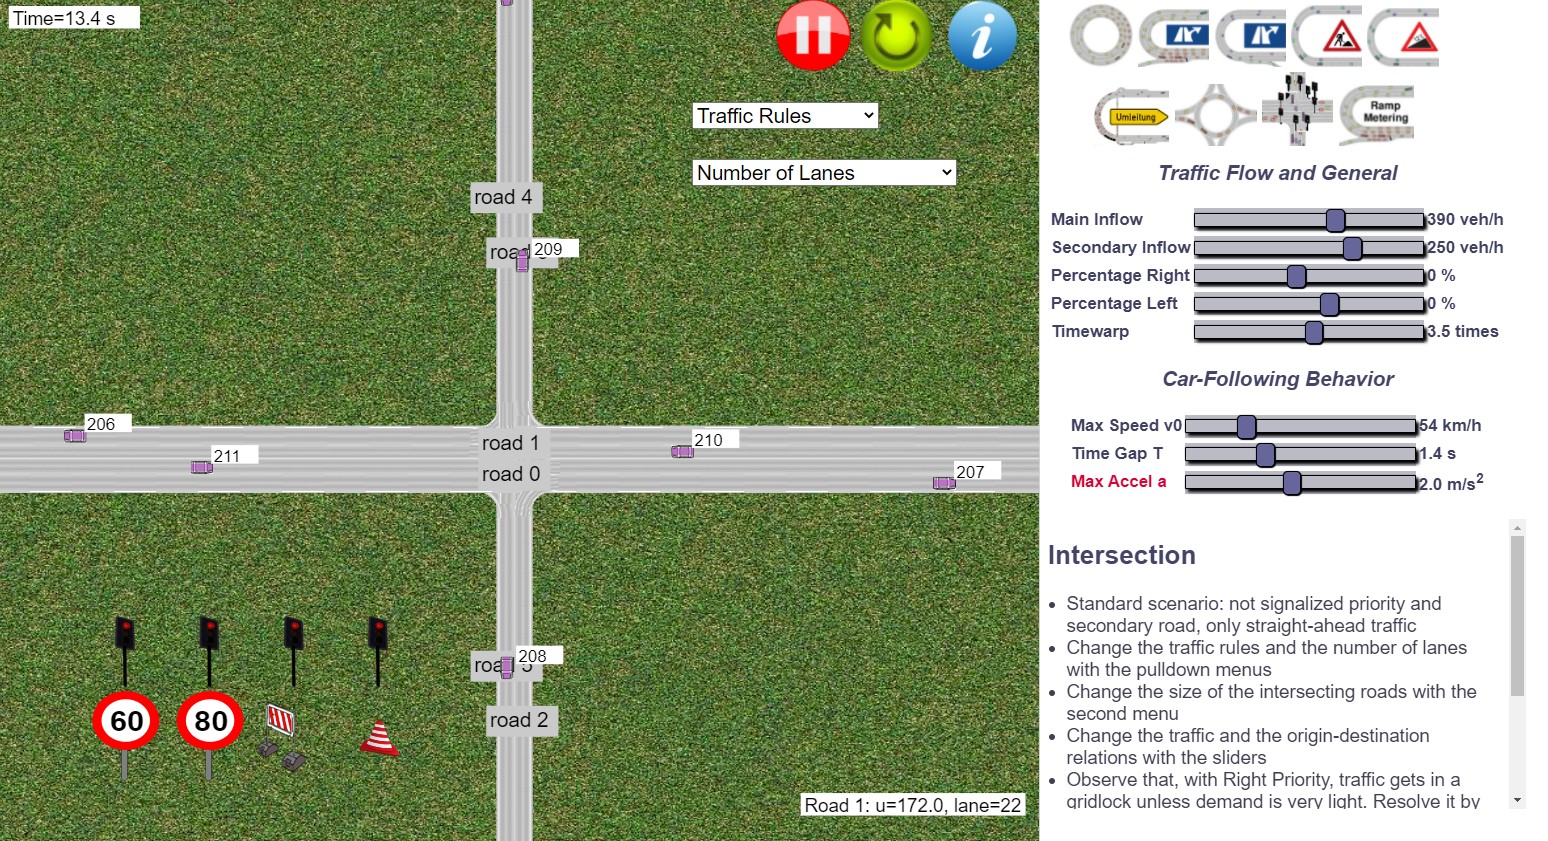 Time=13.4 s
Traffic Rules
Number of Lanes
road 4
road
209
206
211
road 1
road 0
210
207
208
road 5
road 2
60
80
Road 1: u=172.0, lane=22
Umleitung
Ramp
Metering
Traffic Flow and General
Main Inflow 390 veh/h
Secondary Inflow 250 veh/h
Percentage Right 0 %
Percentage Left 0 %
Timewarp 3.5 times
Car-Following Behavior
Max Speed v0 54 km/h
Time Gap T 1.4 s
Max Accel a 2.0 m/s²
Intersection
Standard scenario: not signalized priority and
secondary road, only straight-ahead traffic
Change the traffic rules and the number of lanes
with the pulldown menus
Change the size of the intersecting roads with the
second menu
Change the traffic and the origin-destination
relations with the sliders
Observe that, with Right Priority, traffic gets in a
gridlock unless demand is very light. Resolve it by